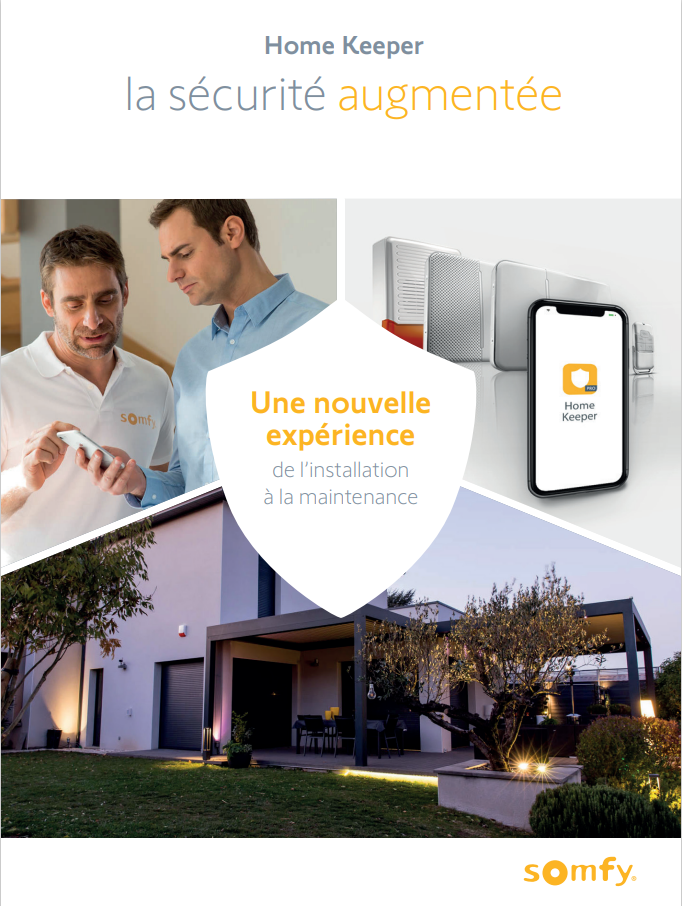 Home Keeper
la sécurité augmentée
somfy
PRO
Home
Keeper
Une nouvelle
expérience
de l’installation
à la maintenance
somfy®